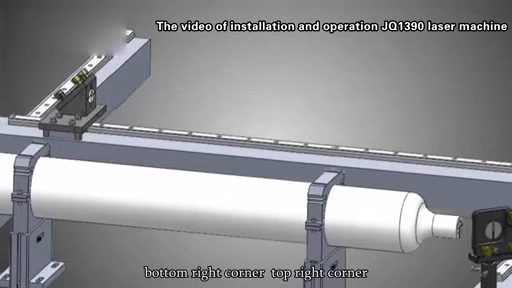 The video of installation and operation JQ1390 laser machine
bottom right corner top right corner